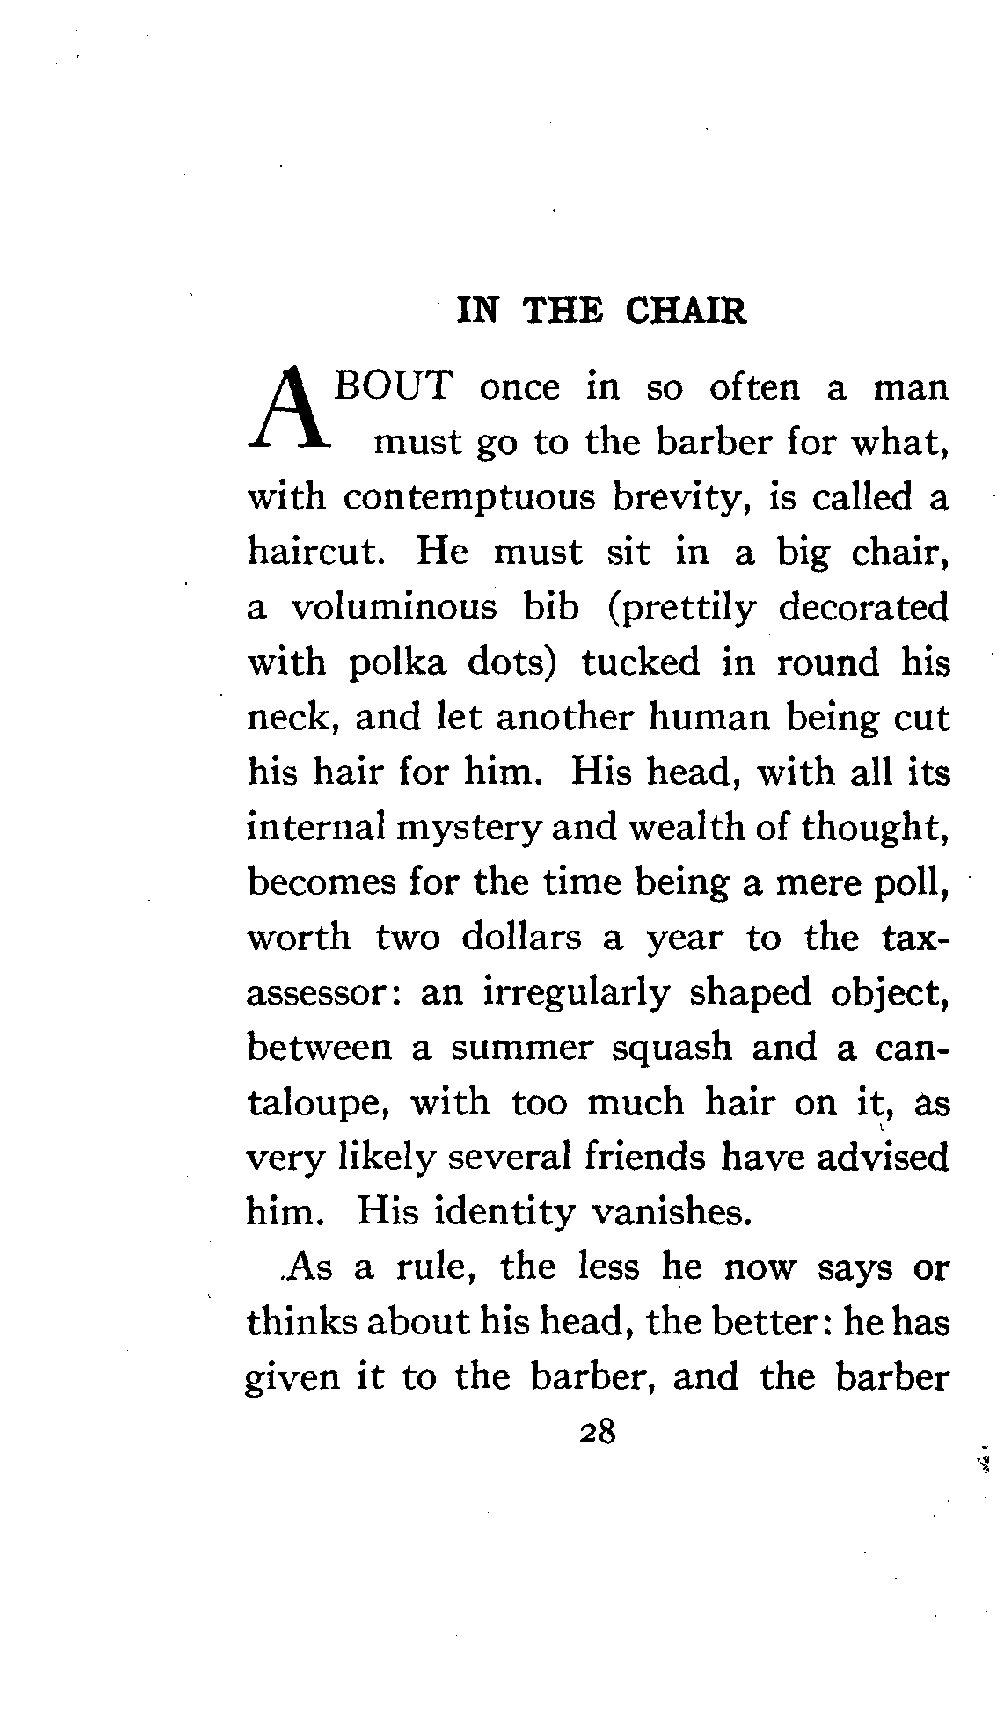 IN THE CHAIR
ABOUT once in so often a man
must go to the barber for what,
with contemptuous brevity, is called a
haircut. He must sit in a big chair,
a voluminous bib (prettily decorated
with polka dots) tucked in round his
neck, and let another human being cut
his hair for him. His head, with all its
internal mystery and wealth of thought,
becomes for the time being a mere poll,
worth two dollars a year to the tax-
assessor: an irregularly shaped object,
between a summer squash and a can-
taloupe, with too much hair on it, as
very likely several friends have advised
him. His identity vanishes.
As a rule, the less he now says or
thinks about his head, the better: he has
given it to the barber, and the barber
28